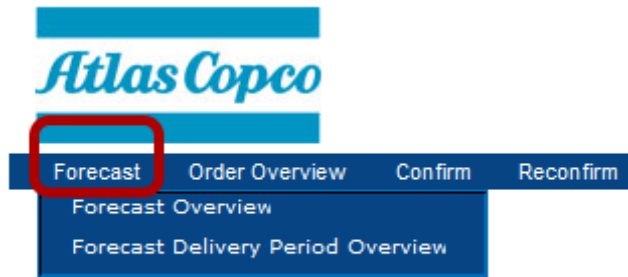 Atlas Copco
Forecast Order Overview Confirm Reconfirm
Forecast Overview
Forecast Delivery Period Overview